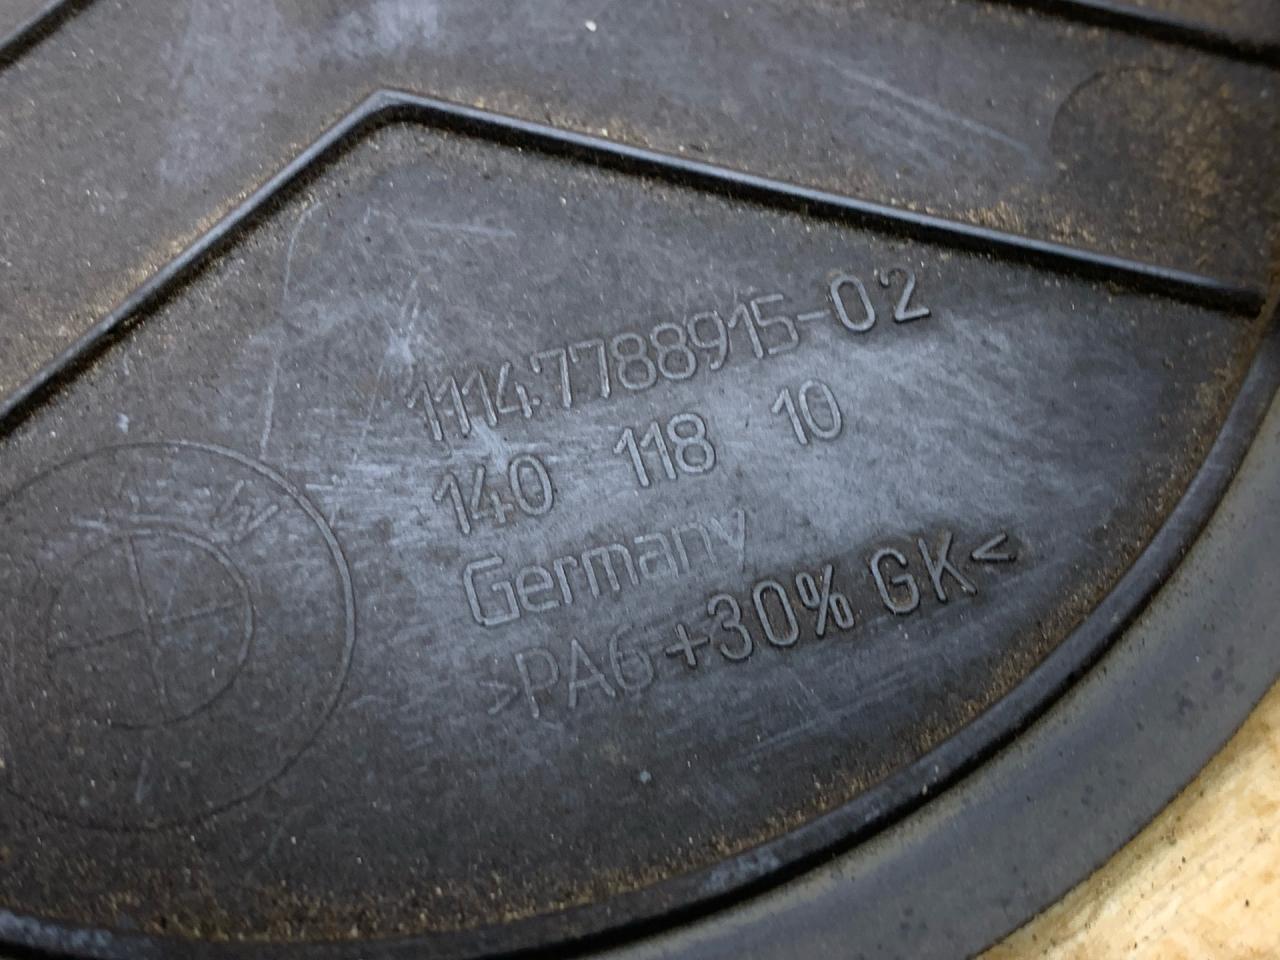 11147788915-02
140 118 10
Germany
>PA6+30% GK<
W